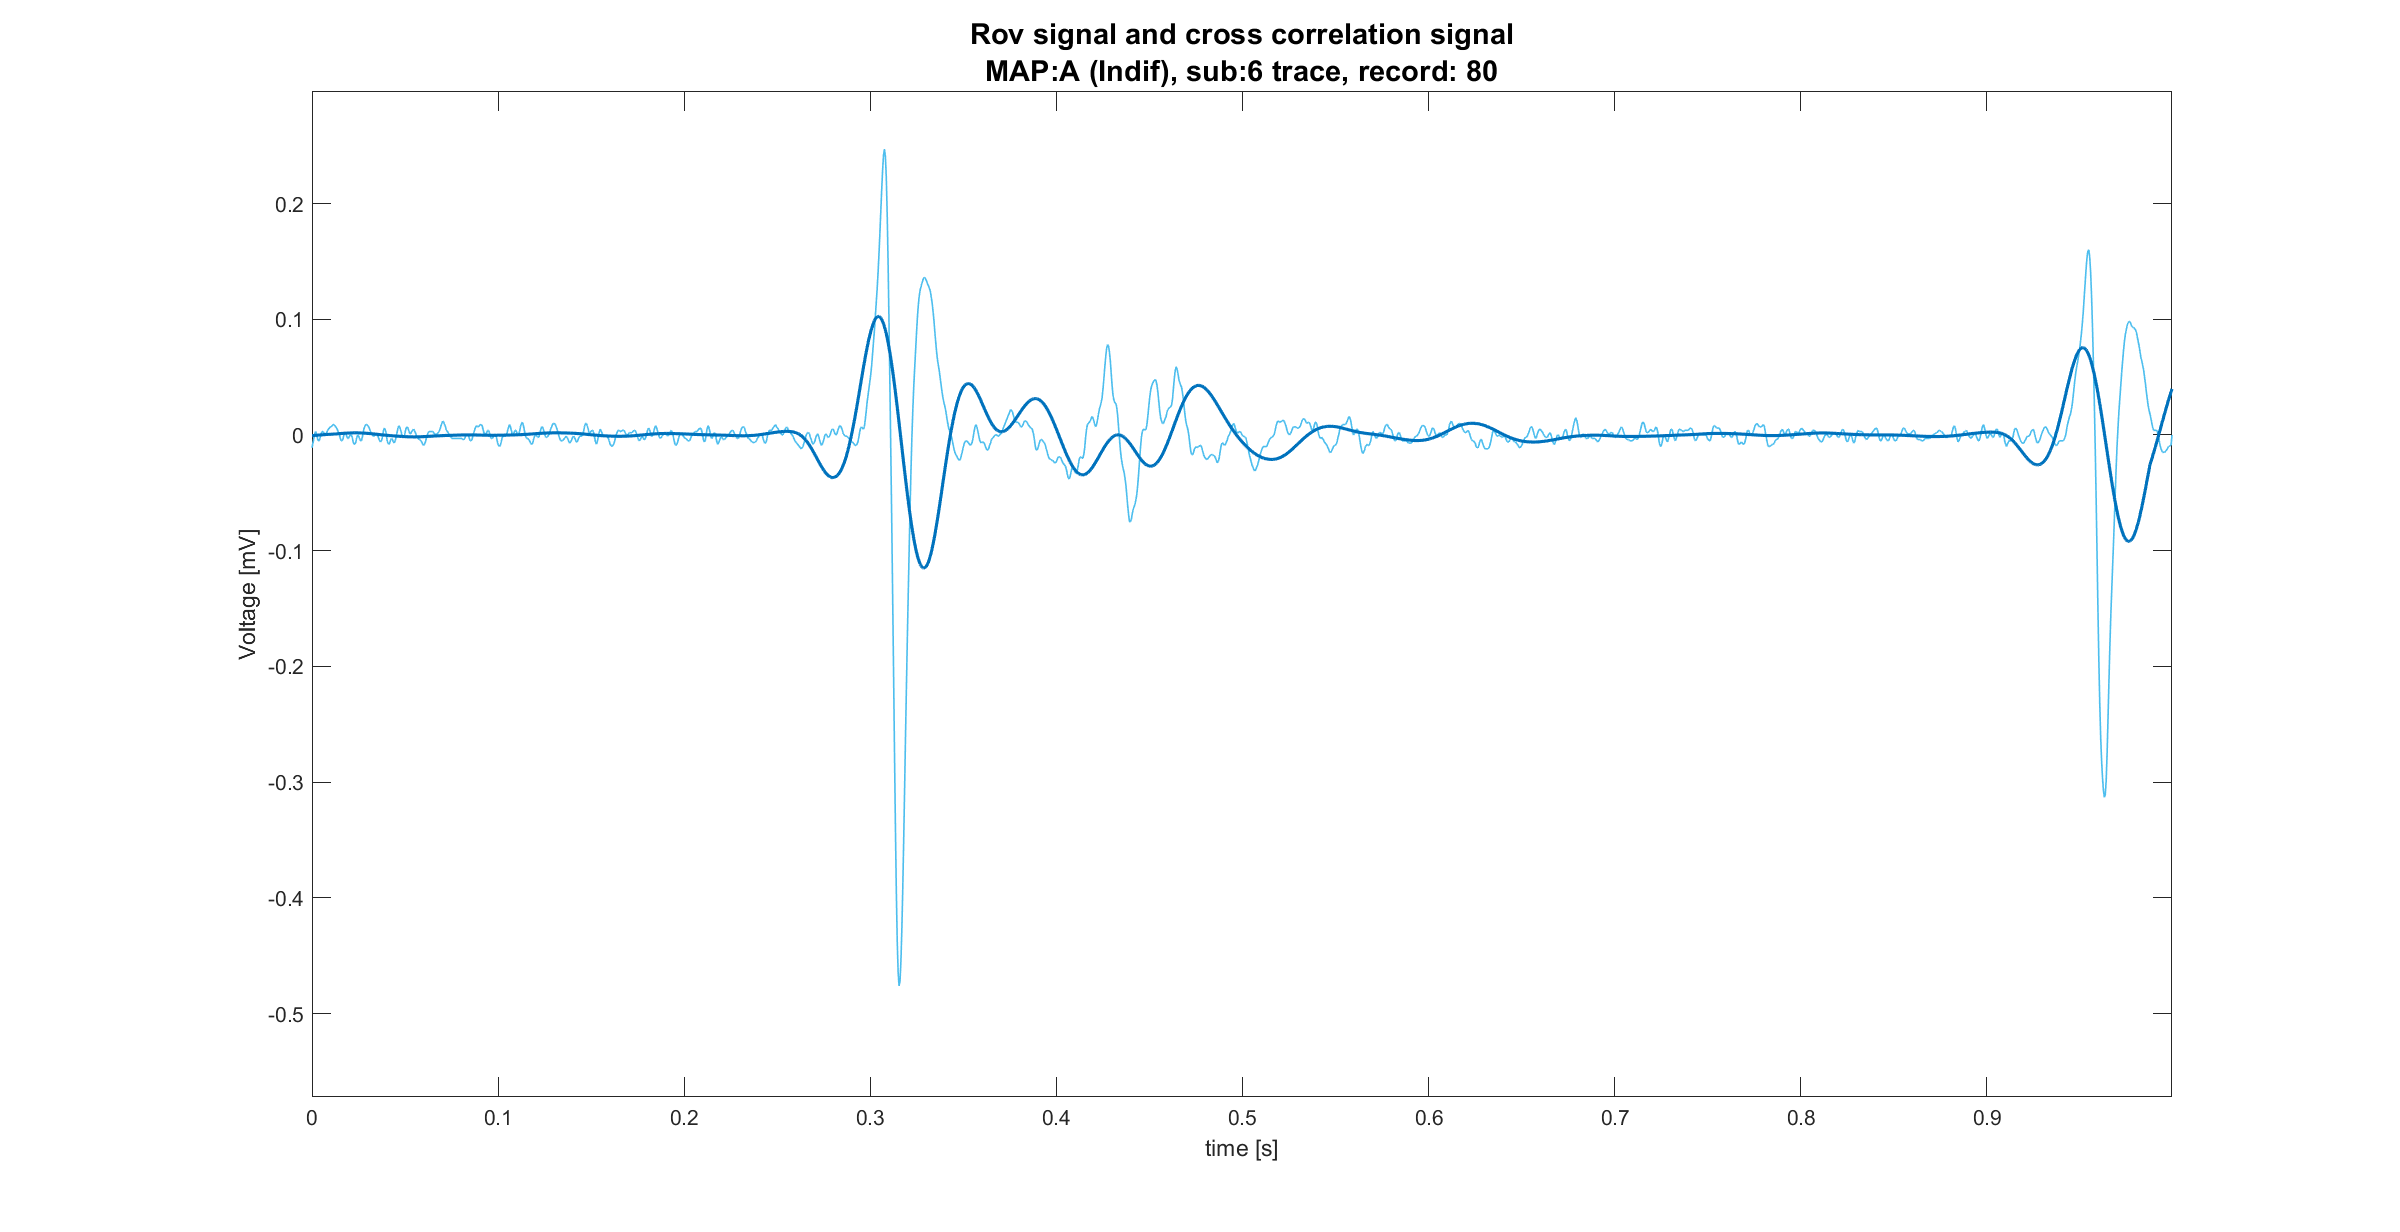 Rov signal and cross correlation signal
MAP:A (Indif), sub:6 trace, record: 80
0.2
0.1
0
-0.1
-0.2
-0.3
-0.4
-0.5
Voltage [mV]
0 0.1 0.2 0.3 0.4 0.5 0.6 0.7 0.8 0.9
time [s]